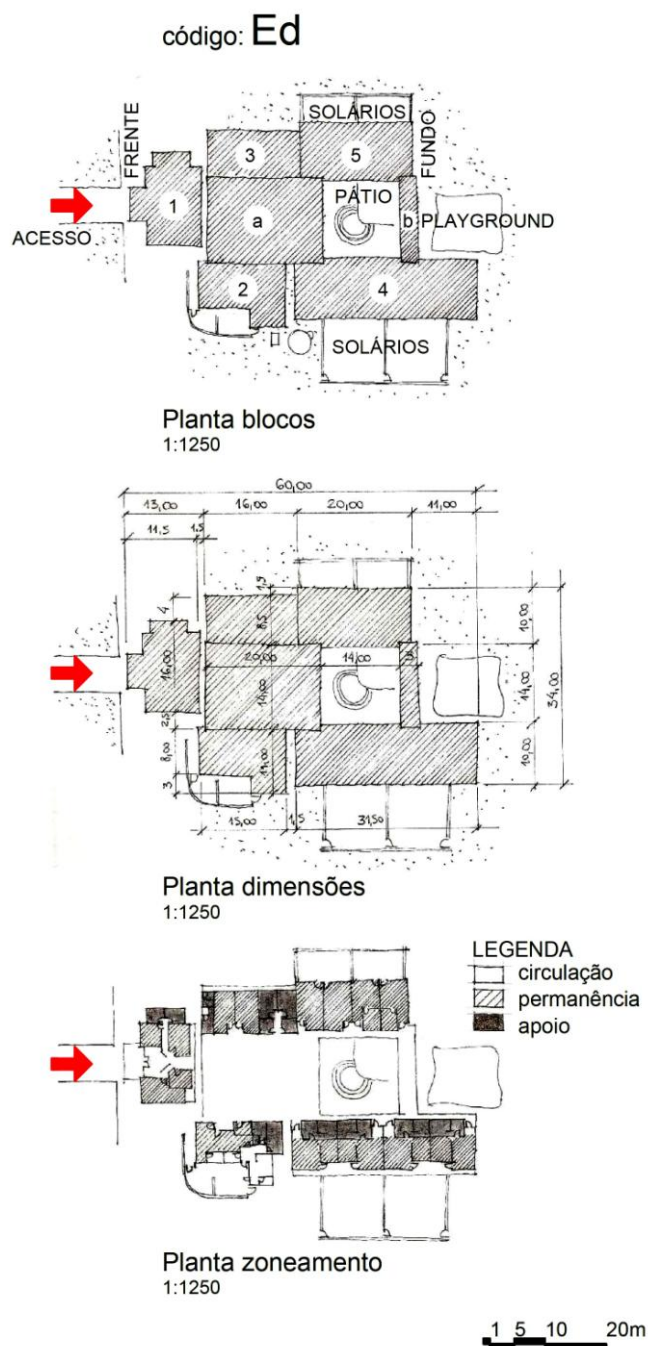 código: Ed
FRENTE
SOLÁRIOS
FUNDO
3
5
1
PÁTIO
a
b
PLAYGROUND
ACESSO
2
4
SOLÁRIOS
Planta blocos
1:1250
60,00
13,00
16,00
20,00
11,00
11,5
1,5
1,5
4
8,5
10,00
16,00
20,00
14,00
14,00
34,00
2,5
8,00
11,00
10,00
3
15,00
1,5
31,50
Planta dimensões
1:1250
LEGENDA
circulação
permanência
apoio
Planta zoneamento
1:1250
1 5 10 20m